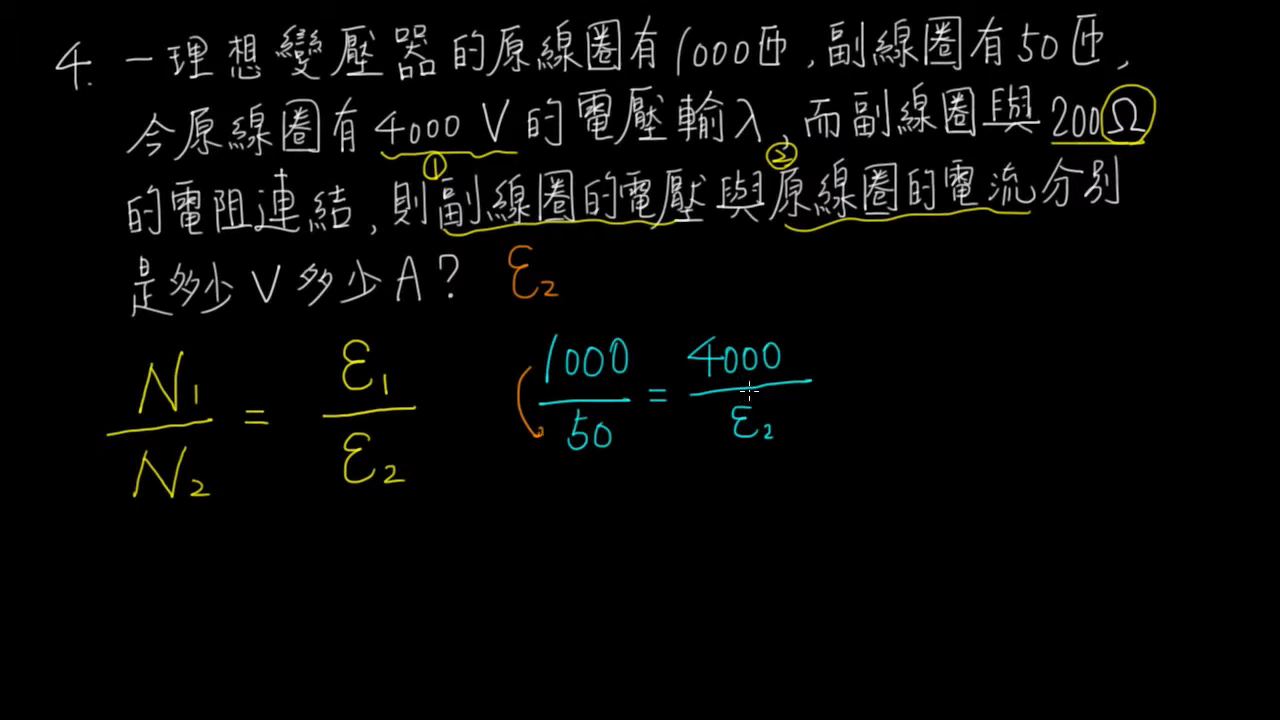 4. 一理想變壓器的原線圈有1000匝,副線圈有50匝,
今原線圈有4000 V的電壓輸入,而副線圈與200Ω
① ②
的電阻連結,則副線圈的電壓與原線圈的電流分別
是多少V多少A? ε₂
N₁/N₂ = ε₁/ε₂ 1000/50 = 4000/ε₂